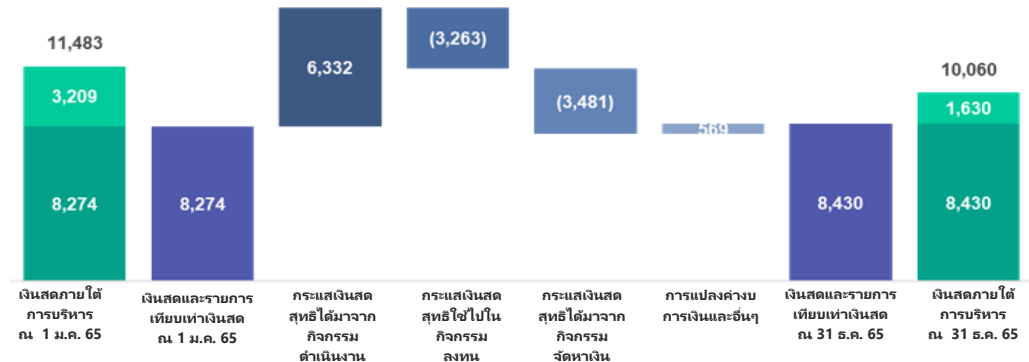 11,483
3,209
8,274
8,274
6,332
(3,263)
(3,481)
569
8,430
10,060
1,630
8,430
เงินสดภายใต้
การบริหาร
ณ 1 ม.ค. 65
เงินสดและรายการ
เทียบเท่าเงินสด
ณ 1 ม.ค. 65
กระแสเงินสด
สุทธิได้มาจาก
กิจกรรม
ดำเนินงาน
กระแสเงินสด
สุทธิใช้ไปใน
กิจกรรม
ลงทุน
กระแสเงินสด
สุทธิได้มาจาก
กิจกรรม
จัดหาเงิน
การแปลงค่างบ
การเงินและอื่นๆ
เงินสดและรายการ
เทียบเท่าเงินสด
ณ 31 ธ.ค. 65
เงินสดภายใต้
การบริหาร
ณ 31 ธ.ค. 65